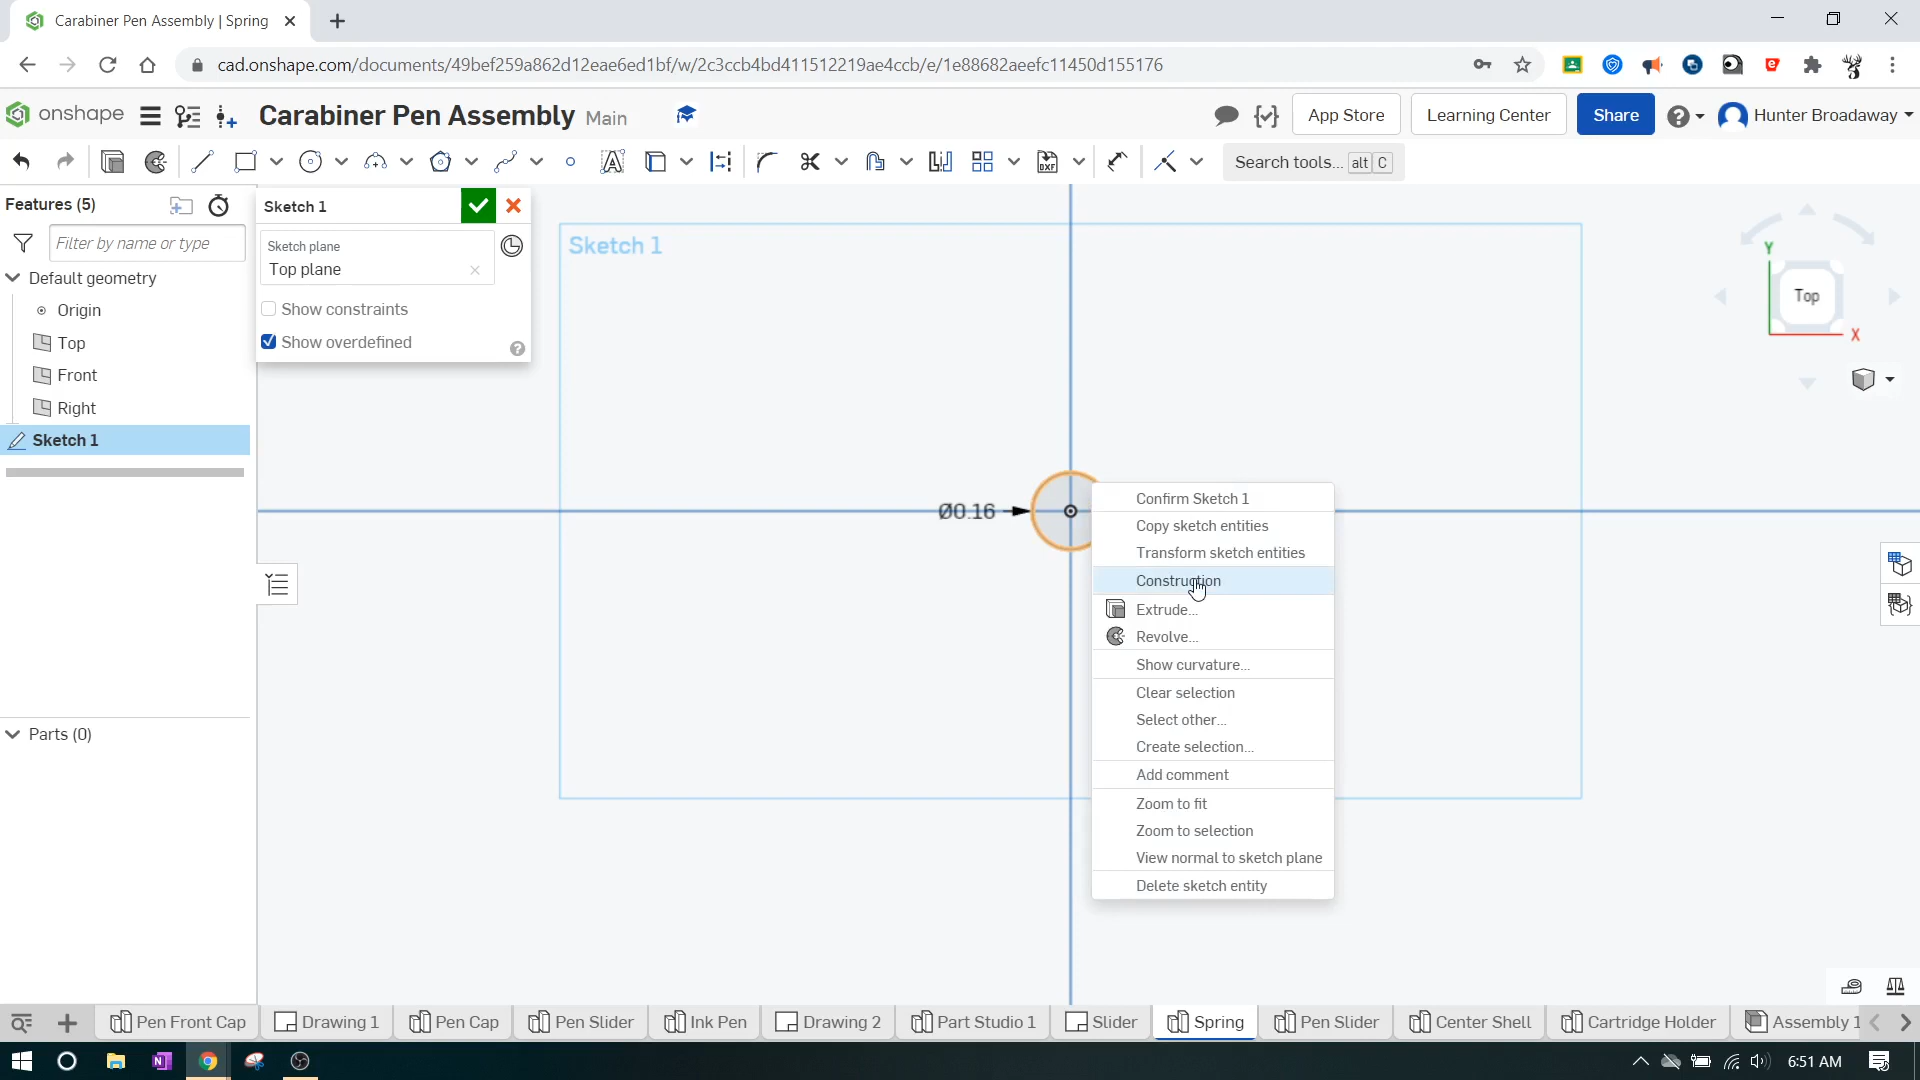 Carabiner Pen Assembly | Spring
cad.onshape.com/documents/49bef259a862d12eae6ed1bf/w/2c3ccb4bd411512219ae4ccb/e/1e88682aeefc11450d155176
onshape
Carabiner Pen Assembly Main
App Store
Learning Center
Share
Hunter Broadaway
Search tools... alt C
Features (5)
Filter by name or type
Default geometry
Origin
Top
Front
Right
Sketch 1
Parts (0)
Sketch 1
Sketch plane
Top plane
Show constraints
Show overdefined
Sketch 1
Ø0.16
Y
Top
X
Confirm Sketch 1
Copy sketch entities
Transform sketch entities
Construction
Extrude...
Revolve...
Show curvature...
Clear selection
Select other...
Create selection...
Add comment
Zoom to fit
Zoom to selection
View normal to sketch plane
Delete sketch entity
Pen Front Cap
Drawing 1
Pen Cap
Pen Slider
Ink Pen
Drawing 2
Part Studio 1
Slider
Spring
Pen Slider
Center Shell
Cartridge Holder
Assembly 1
6:51 AM